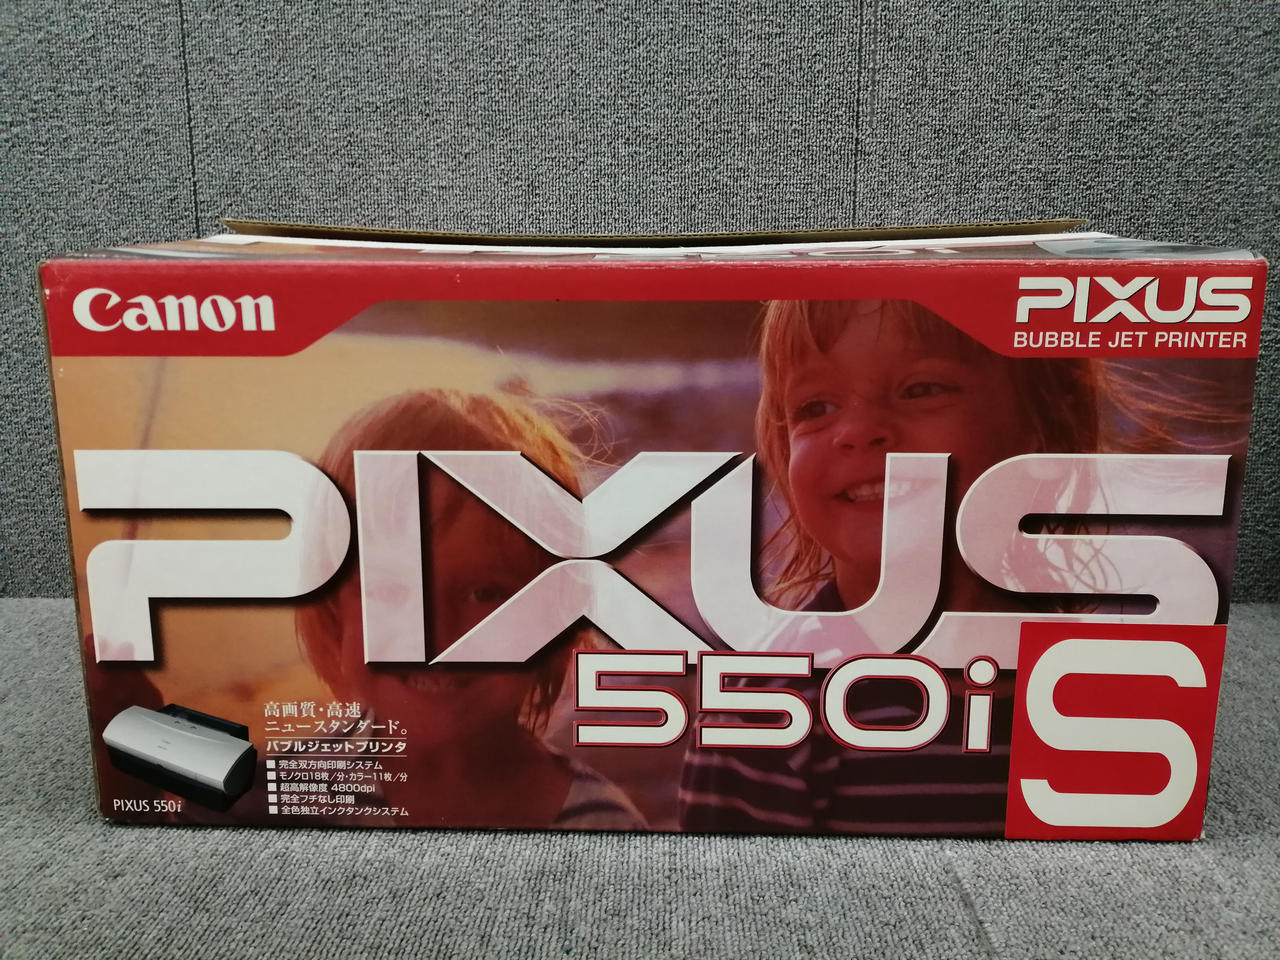 Canon
PIXUS
BUBBLE JET PRINTER
PIXUS
550i
S
高画質・高速
ニュースタンダード。
バブルジェットプリンタ
■ 完全双方向印刷システム
■ モノクロ18枚/分・カラー11枚/分
■ 超高解像度 4800dpi
■ 完全フチなし印刷
■ 全色独立インクタンクシステム
PIXUS 550i